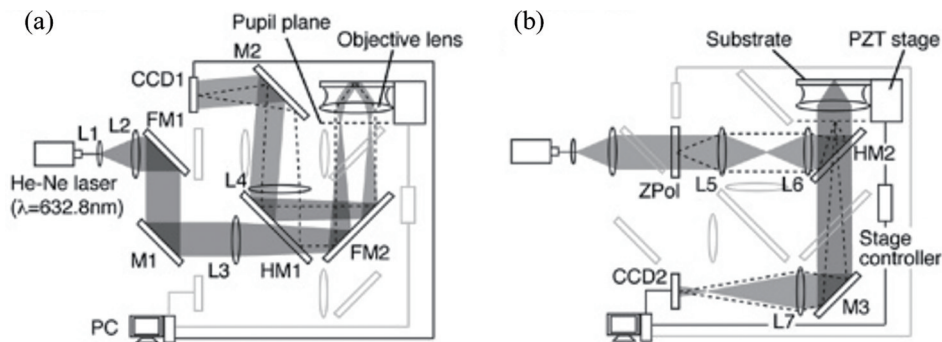 (a)
Pupil plane
Objective lens
M2
CCD1
FM1
L2
L1
He-Ne laser
(λ=632.8nm)
L4
M1
L3
HM1
FM2
PC
(b)
Substrate
PZT stage
HM2
ZPol
L5
L6
Stage
controller
CCD2
M3
L7